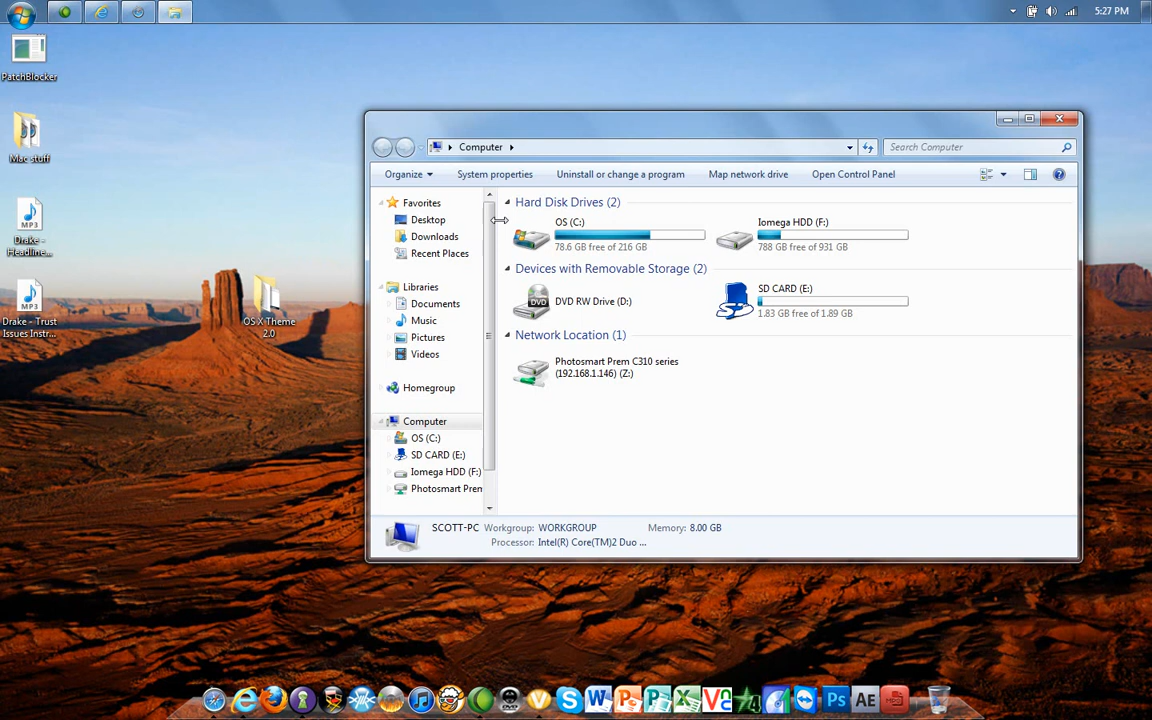 5:27 PM
PatchBlocker
Mac stuff
MP3
Drake -
Headline...
MP3
Drake - Trust
Issues Instr...
OS X Theme
2.0
Computer
Search Computer
Organize
System properties
Uninstall or change a program
Map network drive
Open Control Panel
Favorites
Desktop
Downloads
Recent Places
Libraries
Documents
Music
Pictures
Videos
Homegroup
Computer
OS (C:)
SD CARD (E:)
Iomega HDD (F:)
Photosmart Prem
Hard Disk Drives (2)
OS (C:)
78.6 GB free of 216 GB
Iomega HDD (F:)
788 GB free of 931 GB
Devices with Removable Storage (2)
DVD
DVD RW Drive (D:)
SD CARD (E:)
1.83 GB free of 1.89 GB
Network Location (1)
Photosmart Prem C310 series
(192.168.1.146) (Z:)
SCOTT-PC Workgroup: WORKGROUP Memory: 8.00 GB
Processor: Intel(R) Core(TM)2 Duo ...
Ps
AE